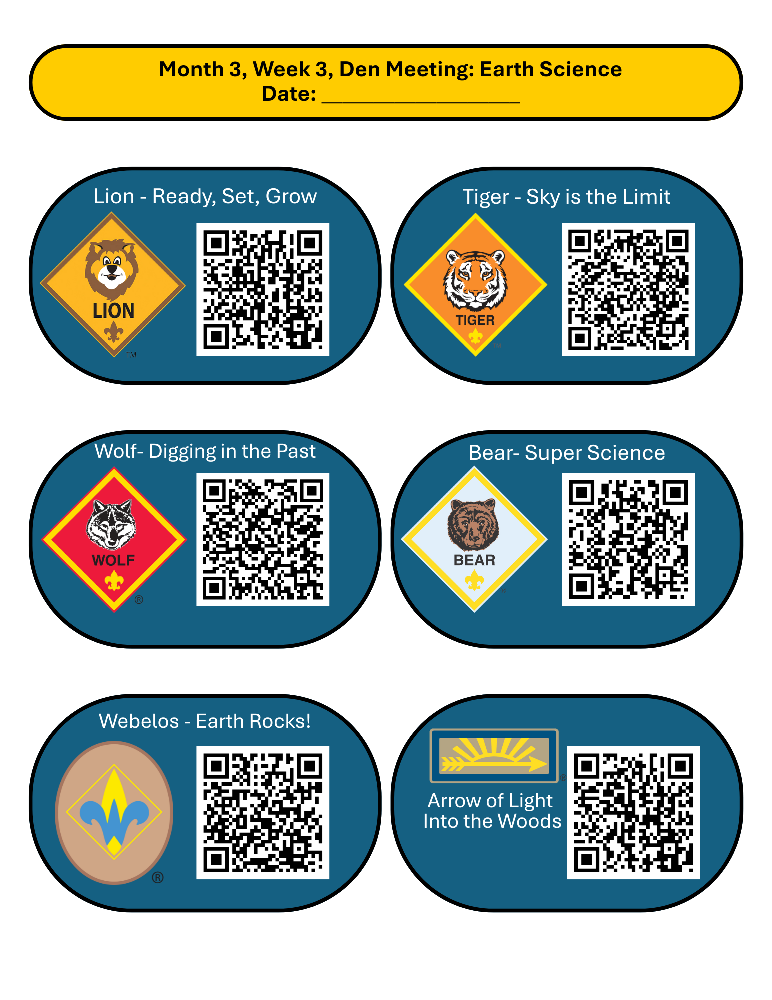 Month 3, Week 3, Den Meeting: Earth Science
Date: ___________________
Lion - Ready, Set, Grow
LION
TM
Tiger - Sky is the Limit
TIGER
TM
Wolf- Digging in the Past
WOLF
®
Bear- Super Science
BEAR
®
Webelos - Earth Rocks!
®
®
Arrow of Light
Into the Woods